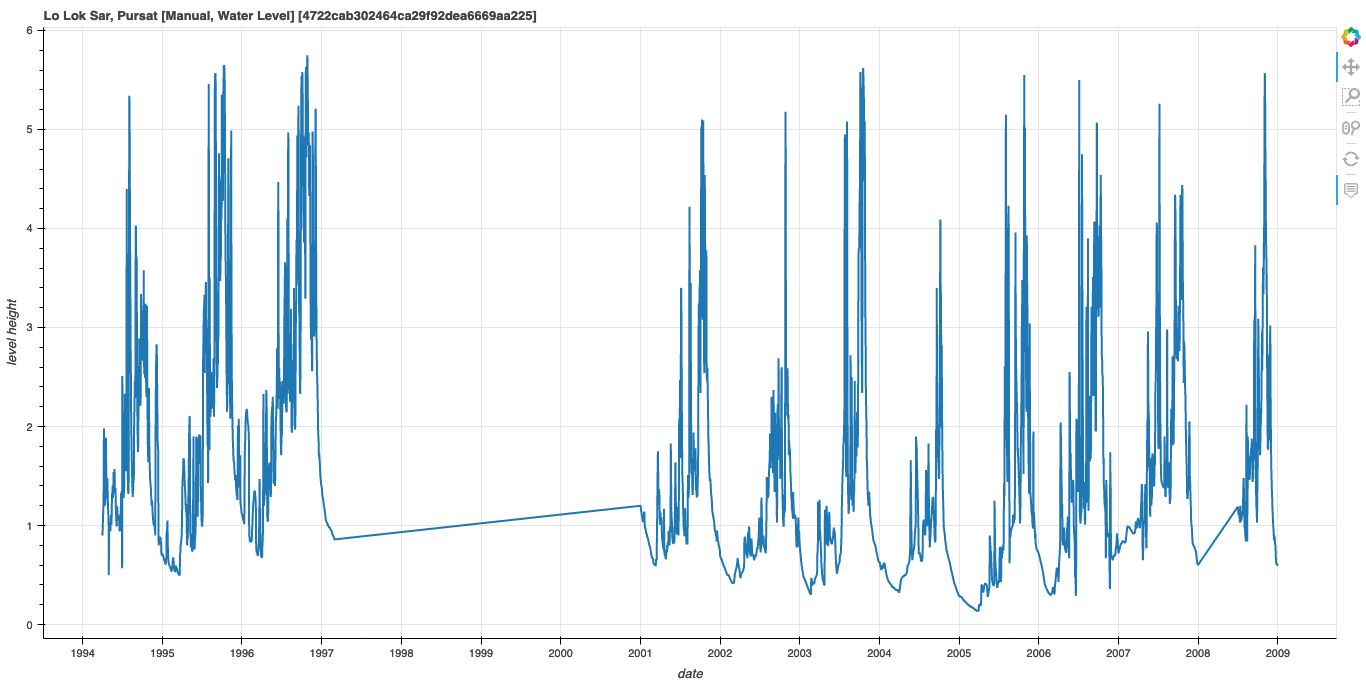 Lo Lok Sar, Pursat [Manual, Water Level] [4722cab302464ca29f92dea6669aa225]
6
5
4
3
2
1
0
level height
1994 1995 1996 1997 1998 1999 2000 2001 2002 2003 2004 2005 2006 2007 2008 2009
date